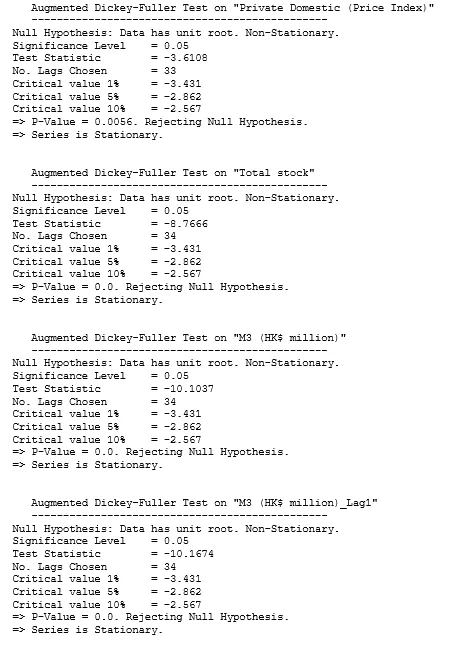 Augmented Dickey-Fuller Test on "Private Domestic (Price Index)"
-----------------------------------------------
Null Hypothesis: Data has unit root. Non-Stationary.
Significance Level    = 0.05
Test Statistic        = -3.6108
No. Lags Chosen       = 33
Critical value 1%     = -3.431
Critical value 5%     = -2.862
Critical value 10%    = -2.567
=> P-Value = 0.0056. Rejecting Null Hypothesis.
=> Series is Stationary.
Augmented Dickey-Fuller Test on "Total stock"
-----------------------------------------------
Null Hypothesis: Data has unit root. Non-Stationary.
Significance Level    = 0.05
Test Statistic        = -8.7666
No. Lags Chosen       = 34
Critical value 1%     = -3.431
Critical value 5%     = -2.862
Critical value 10%    = -2.567
=> P-Value = 0.0. Rejecting Null Hypothesis.
=> Series is Stationary.
Augmented Dickey-Fuller Test on "M3 (HK$ million)"
-----------------------------------------------
Null Hypothesis: Data has unit root. Non-Stationary.
Significance Level    = 0.05
Test Statistic        = -10.1037
No. Lags Chosen       = 34
Critical value 1%     = -3.431
Critical value 5%     = -2.862
Critical value 10%    = -2.567
=> P-Value = 0.0. Rejecting Null Hypothesis.
=> Series is Stationary.
Augmented Dickey-Fuller Test on "M3 (HK$ million)_Lag1"
-----------------------------------------------
Null Hypothesis: Data has unit root. Non-Stationary.
Significance Level    = 0.05
Test Statistic        = -10.1674
No. Lags Chosen       = 34
Critical value 1%     = -3.431
Critical value 5%     = -2.862
Critical value 10%    = -2.567
=> P-Value = 0.0. Rejecting Null Hypothesis.
=> Series is Stationary.